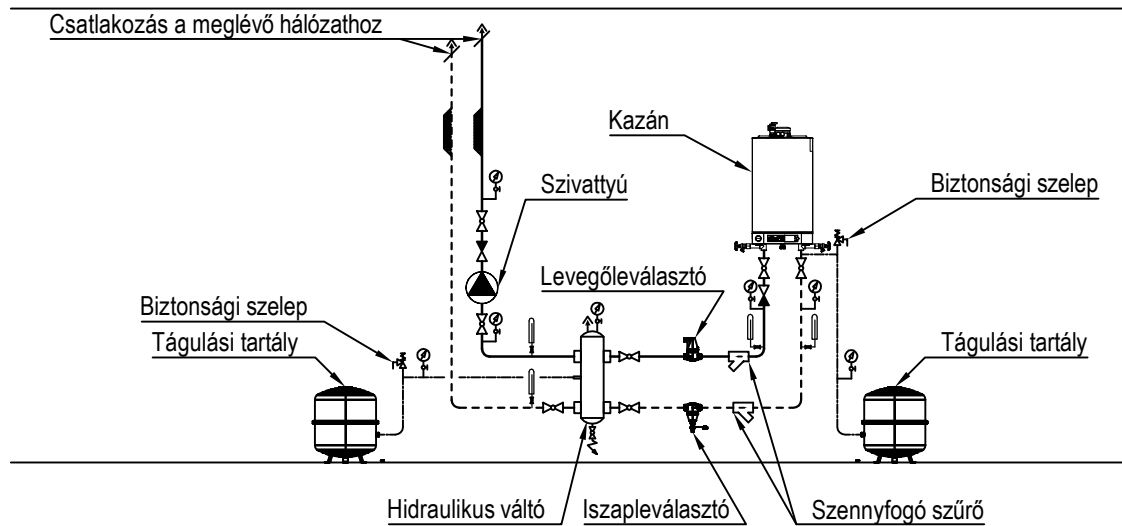 Csatlakozás a meglévő hálózathoz
Kazán
Szivattyú
Biztonsági szelep
Levegőleválasztó
Biztonsági szelep
Tágulási tartály
Tágulási tartály
Hidraulikus váltó
Iszapleválasztó
Szennyfogó szűrő